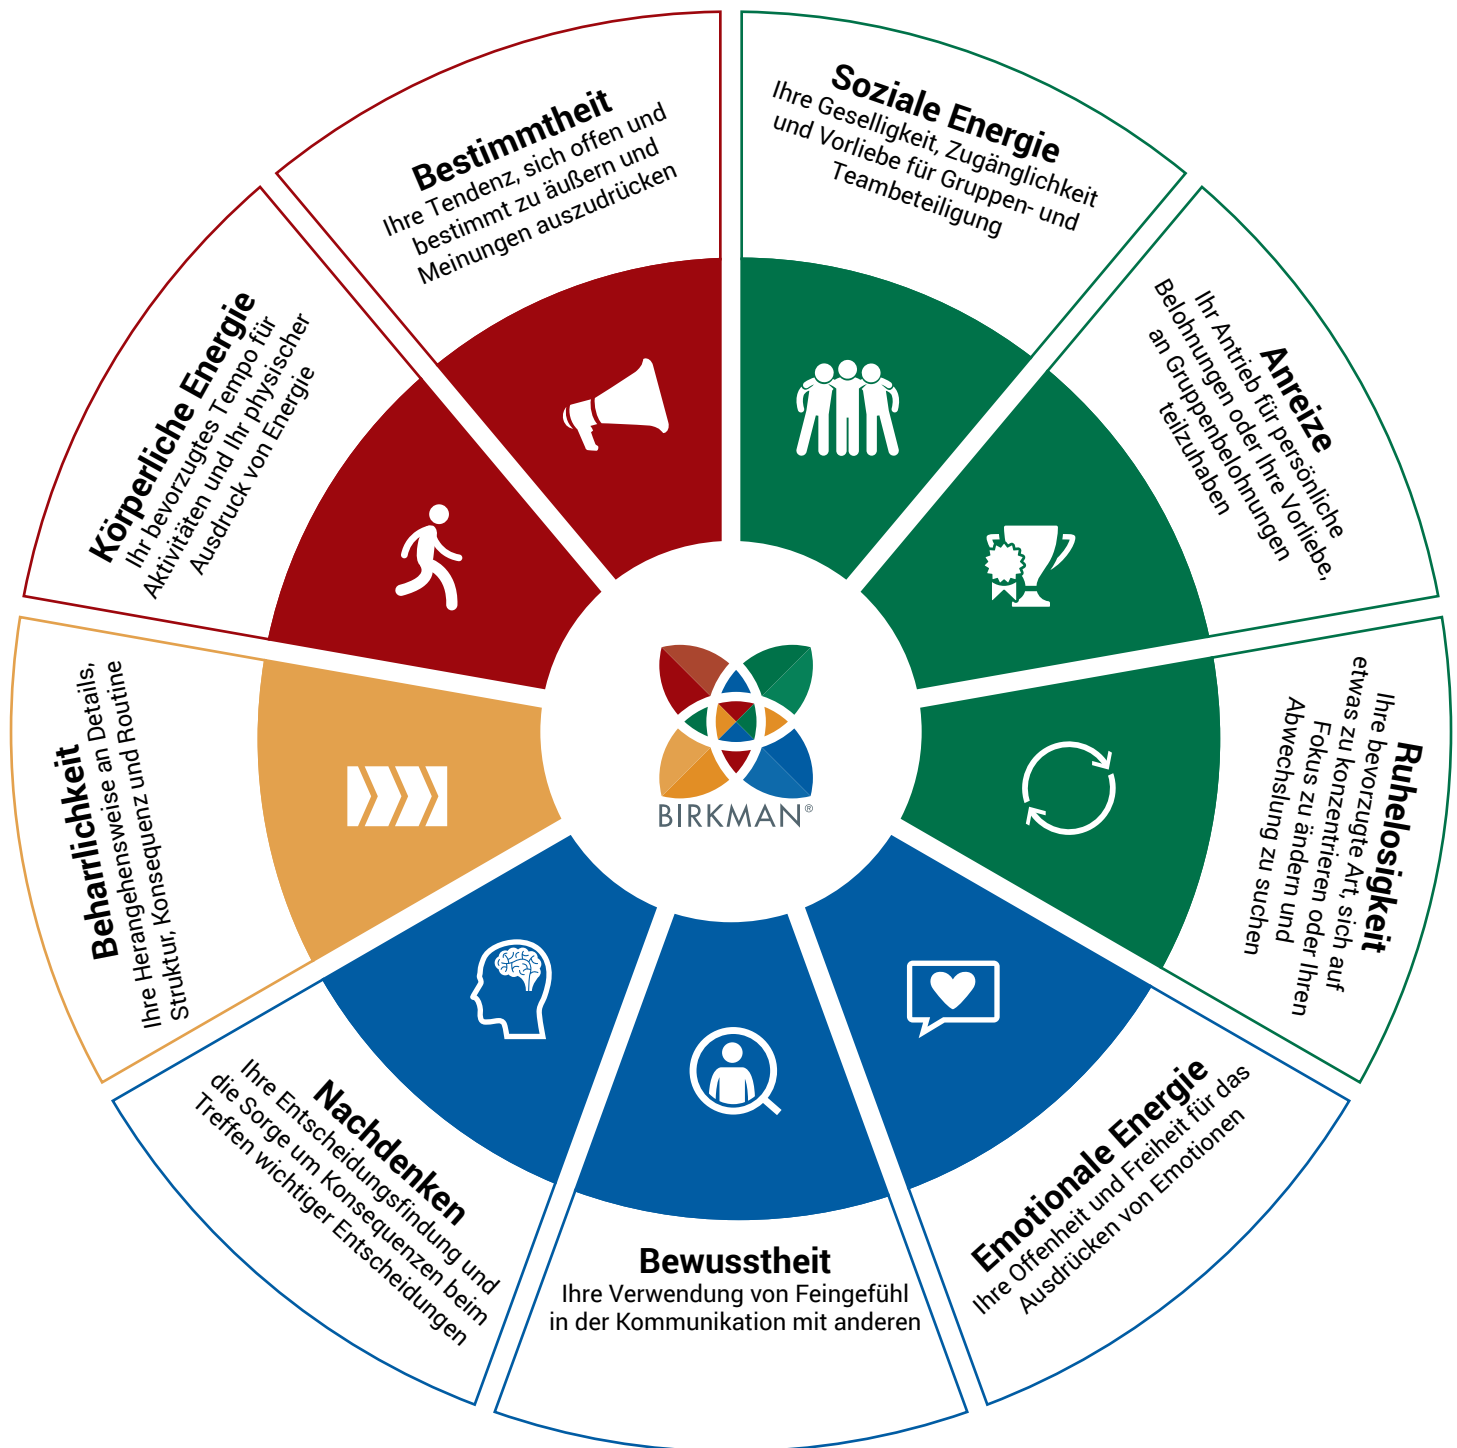 Soziale Energie
Ihre Geselligkeit, Zugänglichkeit
und Vorliebe für Gruppen- und
Teambeteiligung
Anreize
Ihr Antrieb für persönliche
Belohnungen oder Ihre Vorliebe,
an Gruppenbelohnungen
teilzuhaben
Ruhelosigkeit
Ihre bevorzugte Art, sich auf
etwas zu konzentrieren oder Ihren
Fokus zu ändern und
Abwechslung zu suchen
Emotionale Energie
Ihre Offenheit und Freiheit für das
Ausdrücken von Emotionen
Bewusstheit
Ihre Verwendung von Feingefühl
in der Kommunikation mit anderen
Nachdenken
Ihre Entscheidungsfindung und
die Sorge um Konsequenzen beim
Treffen wichtiger Entscheidungen
Beharrlichkeit
Ihre Herangehensweise an Details,
Struktur, Konsequenz und Routine
Körperliche Energie
Ihr bevorzugtes Tempo für
Aktivitäten und Ihr physischer
Ausdruck von Energie
Bestimmtheit
Ihre Tendenz, sich offen und
bestimmt zu äußern und
Meinungen auszudrücken
BIRKMAN®